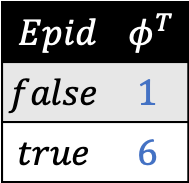 Epid ϕᵀ
false 1
true 6